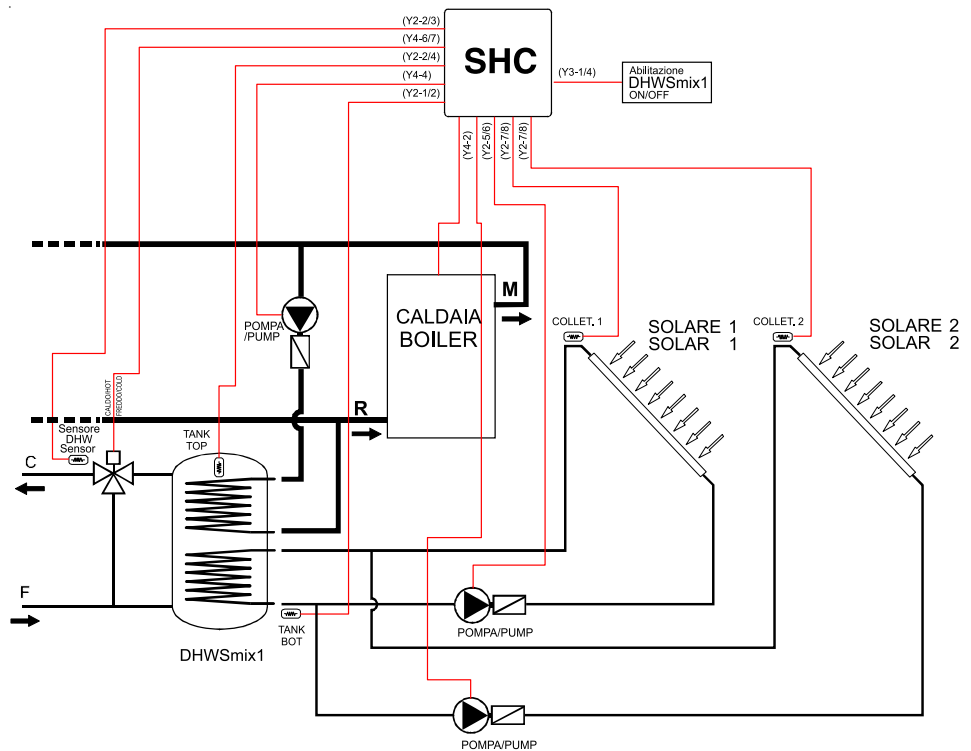 (Y2-2/3)
(Y4-6/7)
(Y2-2/4)
(Y4-4)
(Y2-1/2)
SHC
(Y3-1/4)
Abilitazione
DHWSmix1
ON/OFF
(Y4-2)
(Y2-5/6)
(Y2-7/8)
(Y2-7/8)
M
CALDAIA
BOILER
POMPA
/PUMP
COLLET. 1
SOLARE 1
SOLAR 1
COLLET. 2
SOLARE 2
SOLAR 2
CALDO/HOT
FREDDO/COLD
R
Sensore
DHW
Sensor
TANK
TOP
C
F
TANK
BOT
POMPA/PUMP
DHWSmix1
POMPA/PUMP